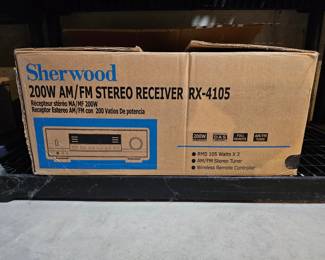 Sherwood
200W AM/FM STEREO RECEIVER RX-4105
Récepteur stéréo MA/MF 200W
Receptor Estereo AM/FM con 200 Vatios De potencia
200W
● RMS 105 Watts X 2
● AM/FM Stereo Tuner
● Wireless Remote Controller